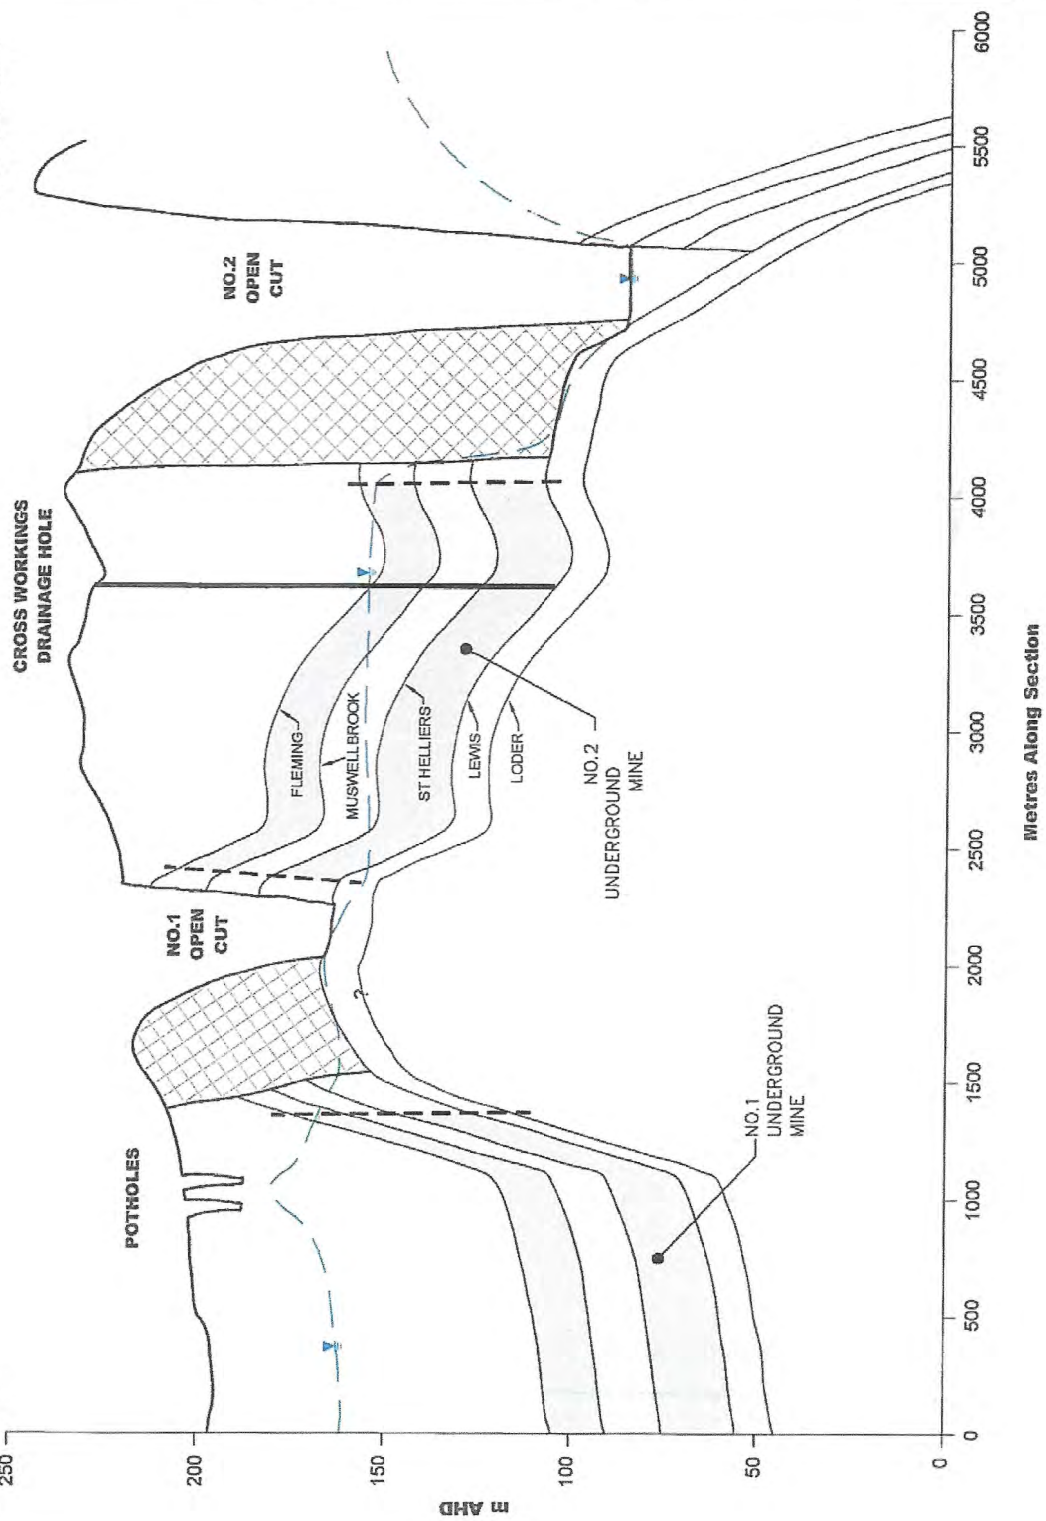 CROSS WORKINGS
DRAINAGE HOLE
NO.2
OPEN
CUT
NO.1
OPEN
CUT
POTHOLES
FLEMING
MUSWELLBROOK
ST HELLIERS
LEWIS
LODER
NO.2
UNDERGROUND
MINE
NO.1
UNDERGROUND
MINE
?
250
200
150
100
50
0
m AHD
0
500
1000
1500
2000
2500
3000
3500
4000
4500
5000
5500
6000
Metres Along Section